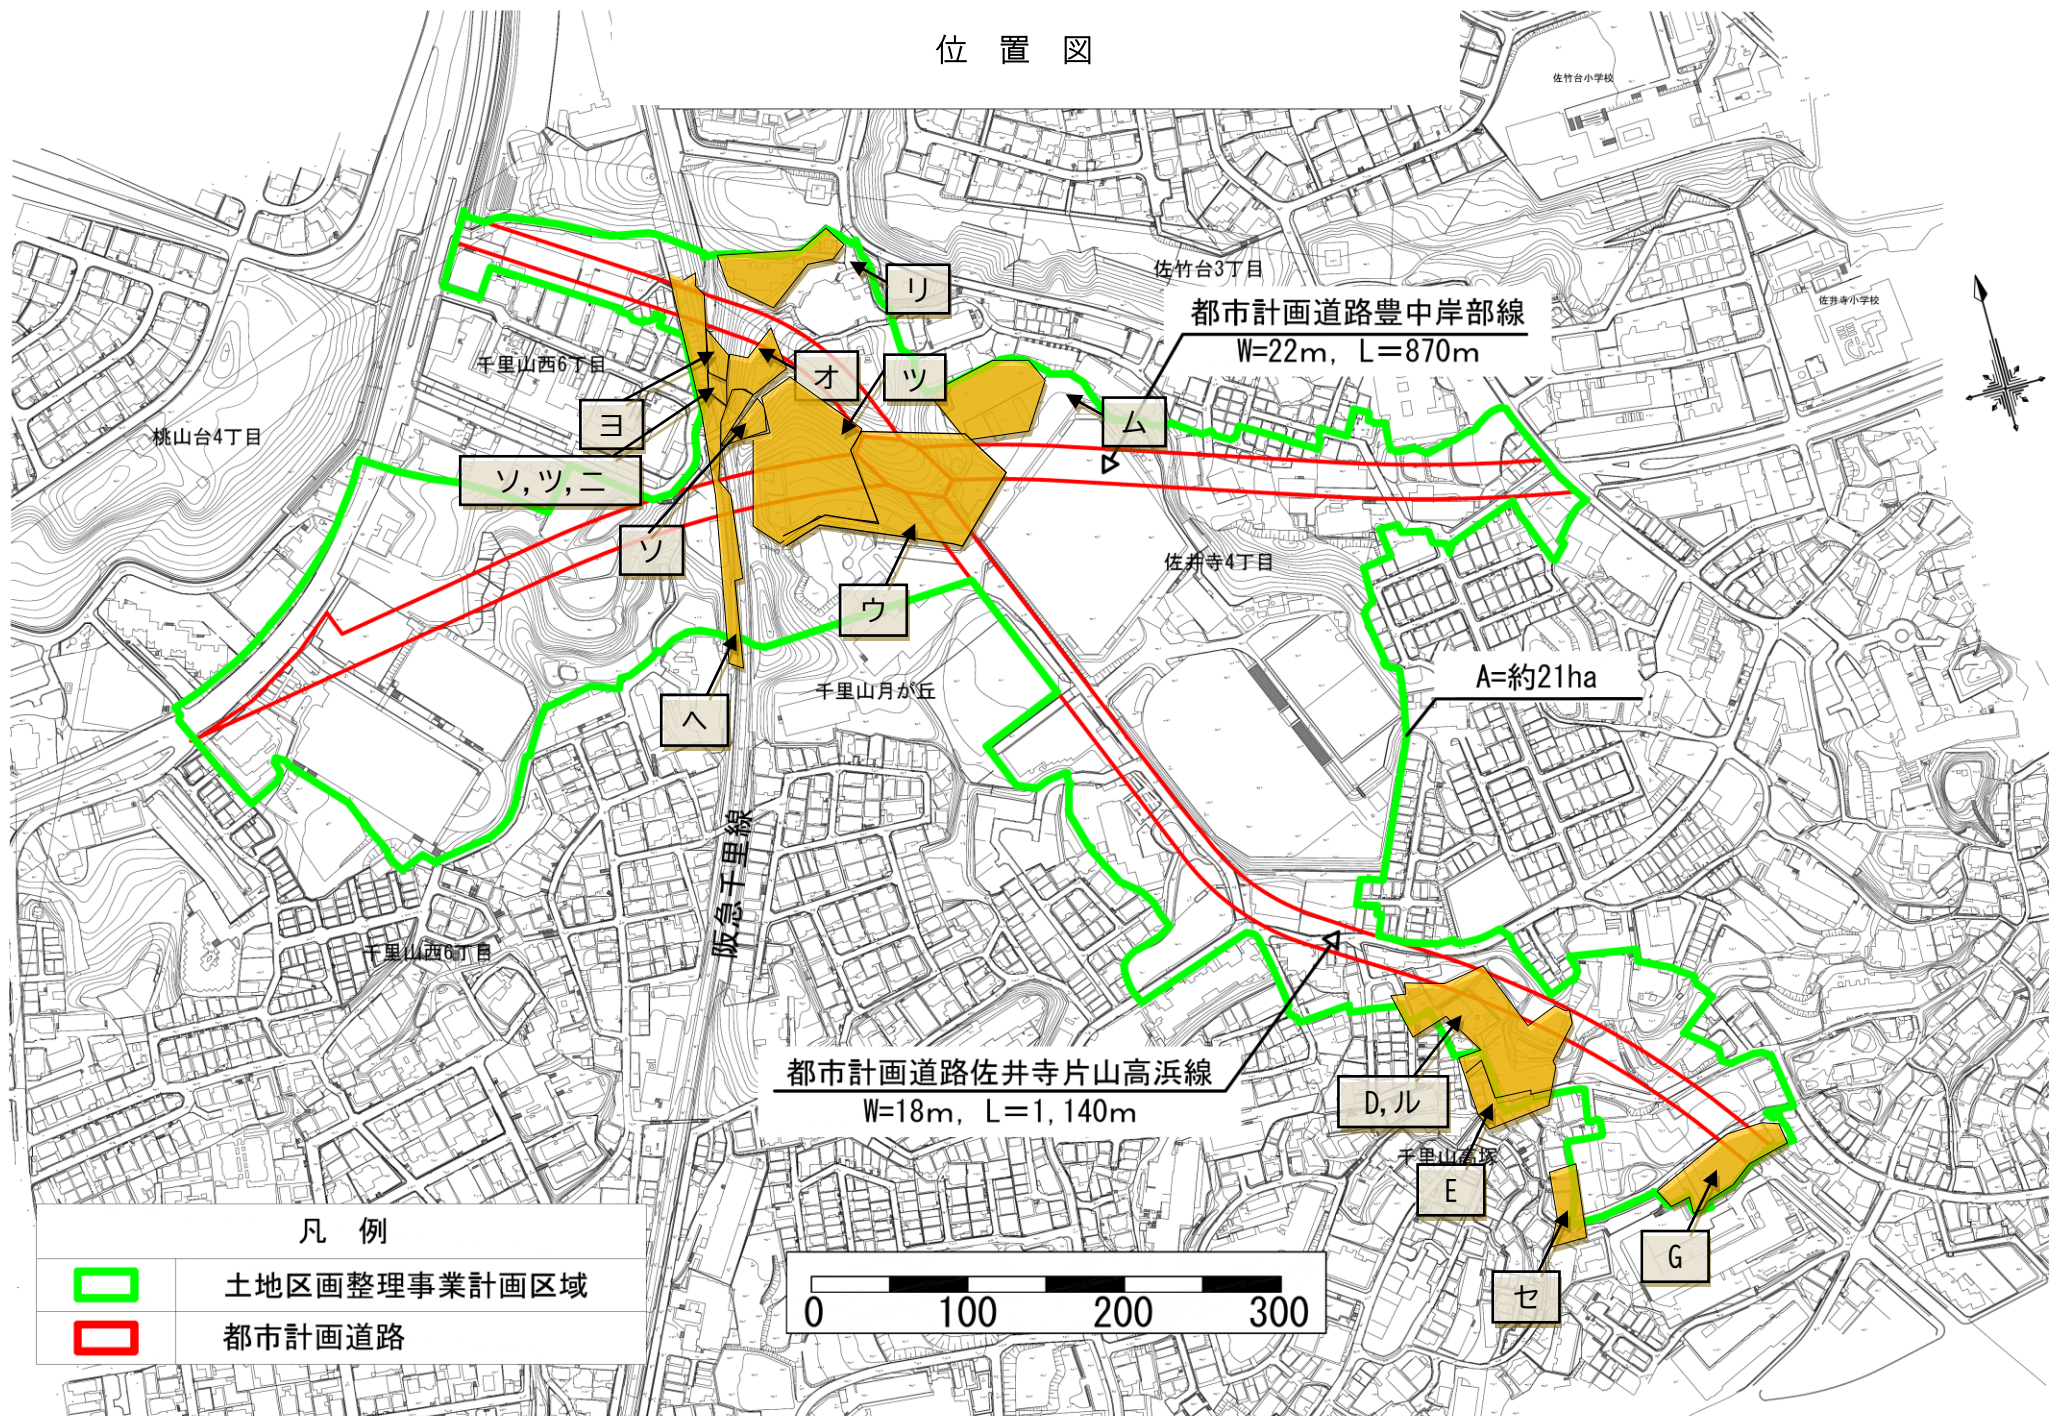 位 置 図
佐竹台小学校
佐竹台3丁目
リ
都市計画道路豊中岸部線
W=22m, L=870m
佐井寺小学校
千里山西6丁目
オ
ツ
ヨ
ム
桃山台4丁目
ソ,ツ,ニ
ソ
佐井寺4丁目
ウ
A=約21ha
千里山月が丘
ヘ
阪急千里線
千里山西6丁目
都市計画道路佐井寺片山高浜線
W=18m, L=1,140m
D,ル
千里山高塚
E
G
セ
凡 例
土地区画整理事業計画区域
都市計画道路
0 100 200 300